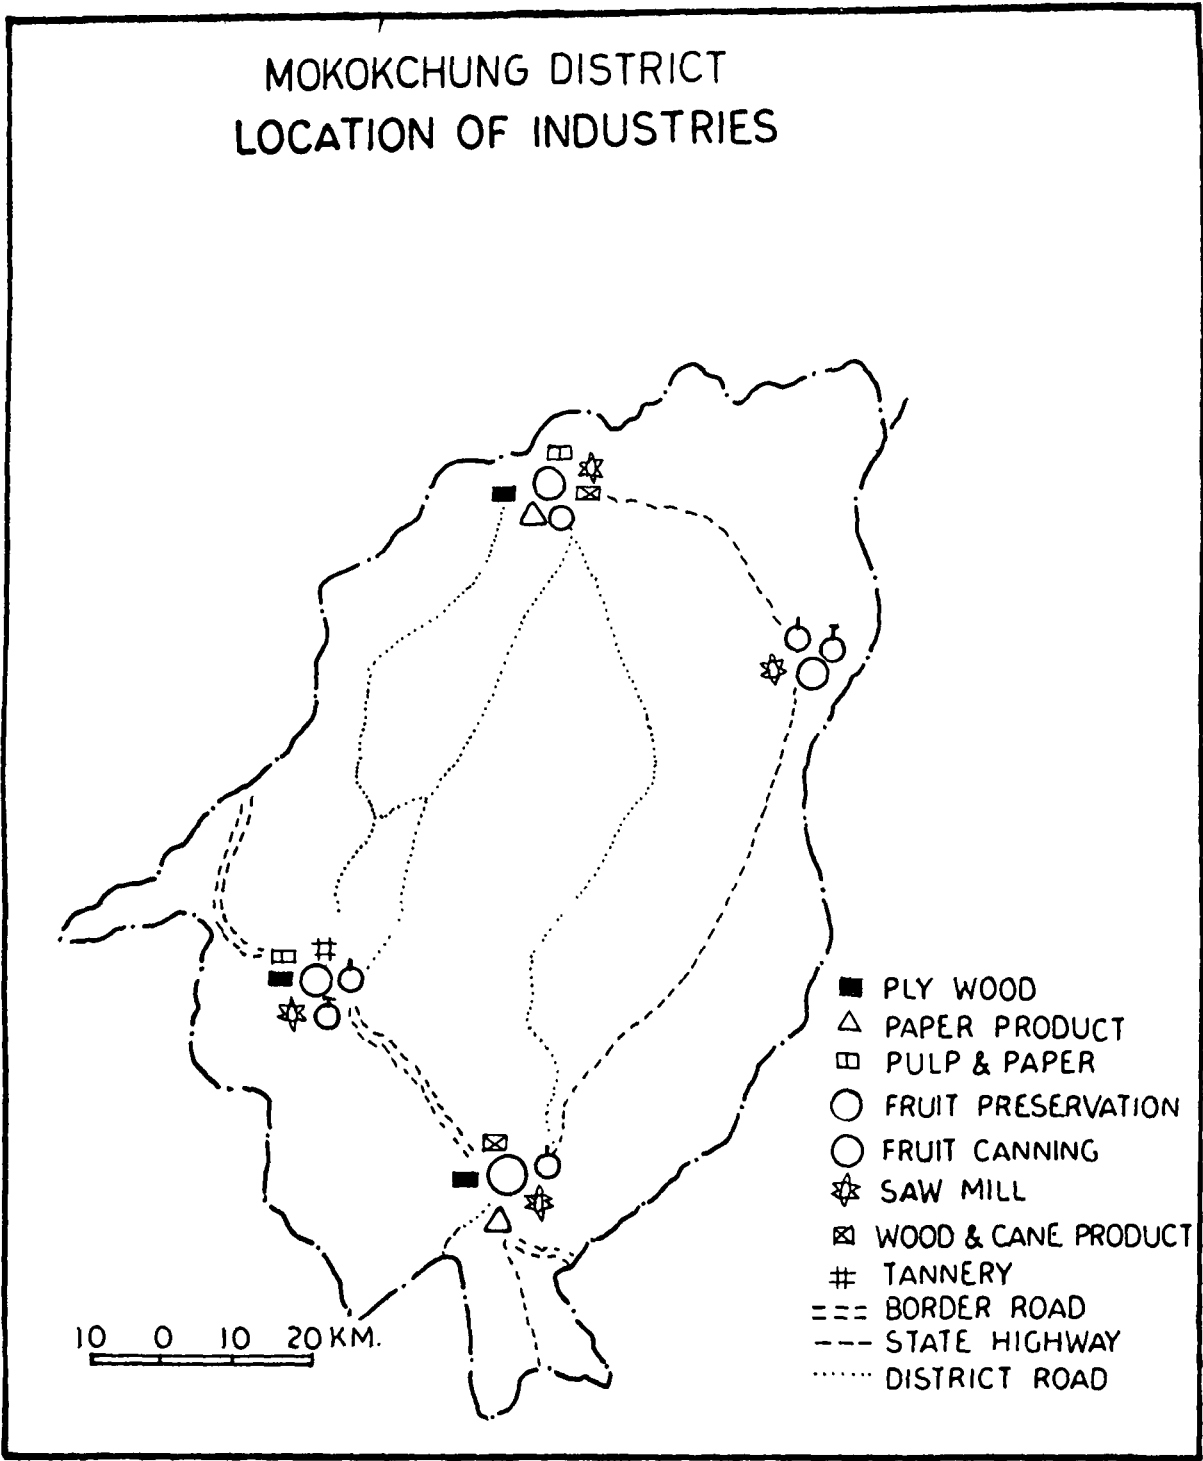 MOKOKCHUNG DISTRICT
LOCATION OF INDUSTRIES
PLY WOOD
PAPER PRODUCT
PULP & PAPER
FRUIT PRESERVATION
FRUIT CANNING
SAW MILL
WOOD & CANE PRODUCT
TANNERY
BORDER ROAD
STATE HIGHWAY
DISTRICT ROAD
10 0 10 20 KM.